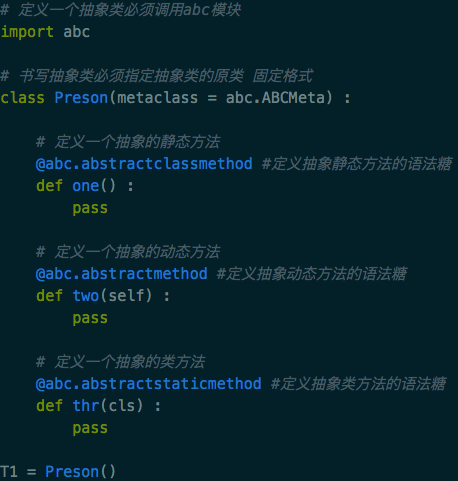 # 定义一个抽象类必须调用abc模块
import abc
# 书写抽象类必须指定抽象类的原类 固定格式
class Preson(metaclass = abc.ABCMeta) :
# 定义一个抽象的静态方法
@abc.abstractclassmethod #定义抽象静态方法的语法糖
def one() :
pass
# 定义一个抽象的动态方法
@abc.abstractmethod #定义抽象动态方法的语法糖
def two(self) :
pass
# 定义一个抽象的类方法
@abc.abstractstaticmethod #定义抽象类方法的语法糖
def thr(cls) :
pass
T1 = Preson()